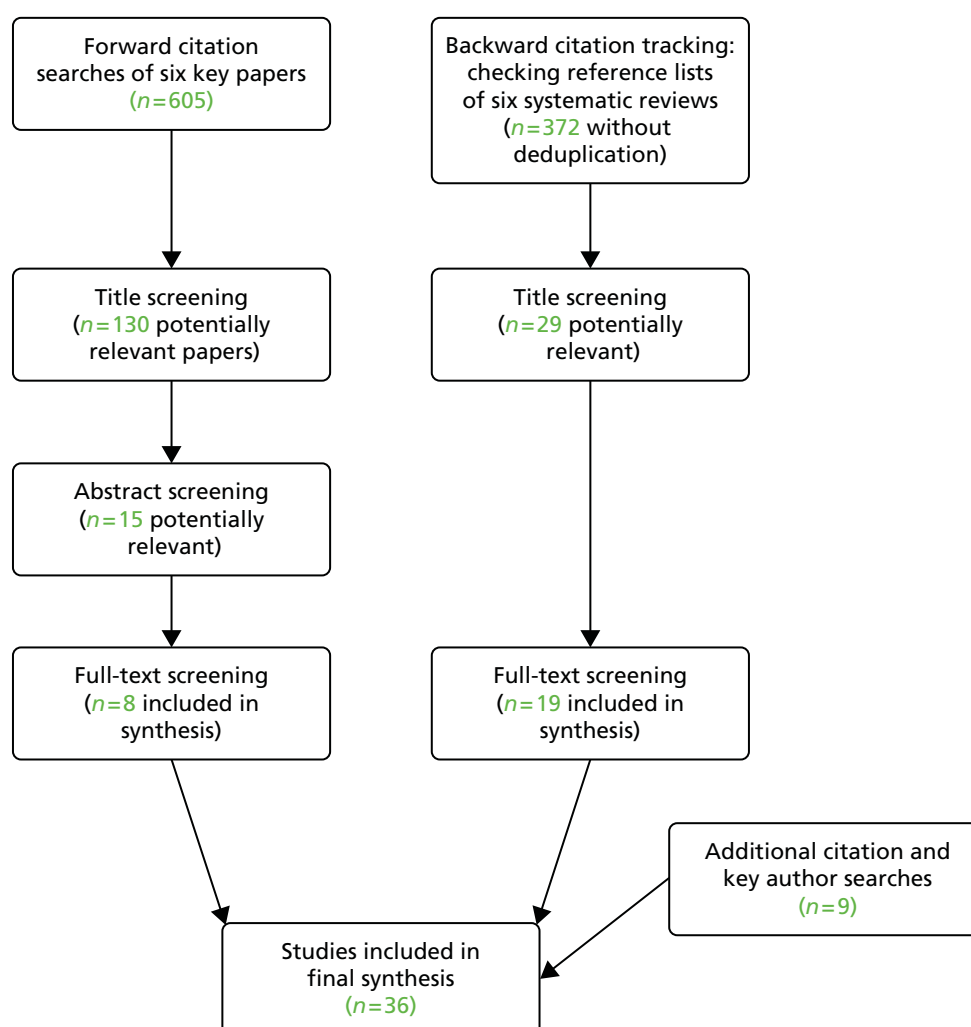 Forward citation
searches of six key papers
(n=605)
Backward citation tracking:
checking reference lists
of six systematic reviews
(n=372 without
deduplication)
Title screening
(n=130 potentially
relevant papers)
Title screening
(n=29 potentially
relevant)
Abstract screening
(n=15 potentially
relevant)
Full-text screening
(n=8 included in
synthesis)
Full-text screening
(n=19 included in
synthesis)
Additional citation and
key author searches
(n=9)
Studies included in
final synthesis
(n=36)